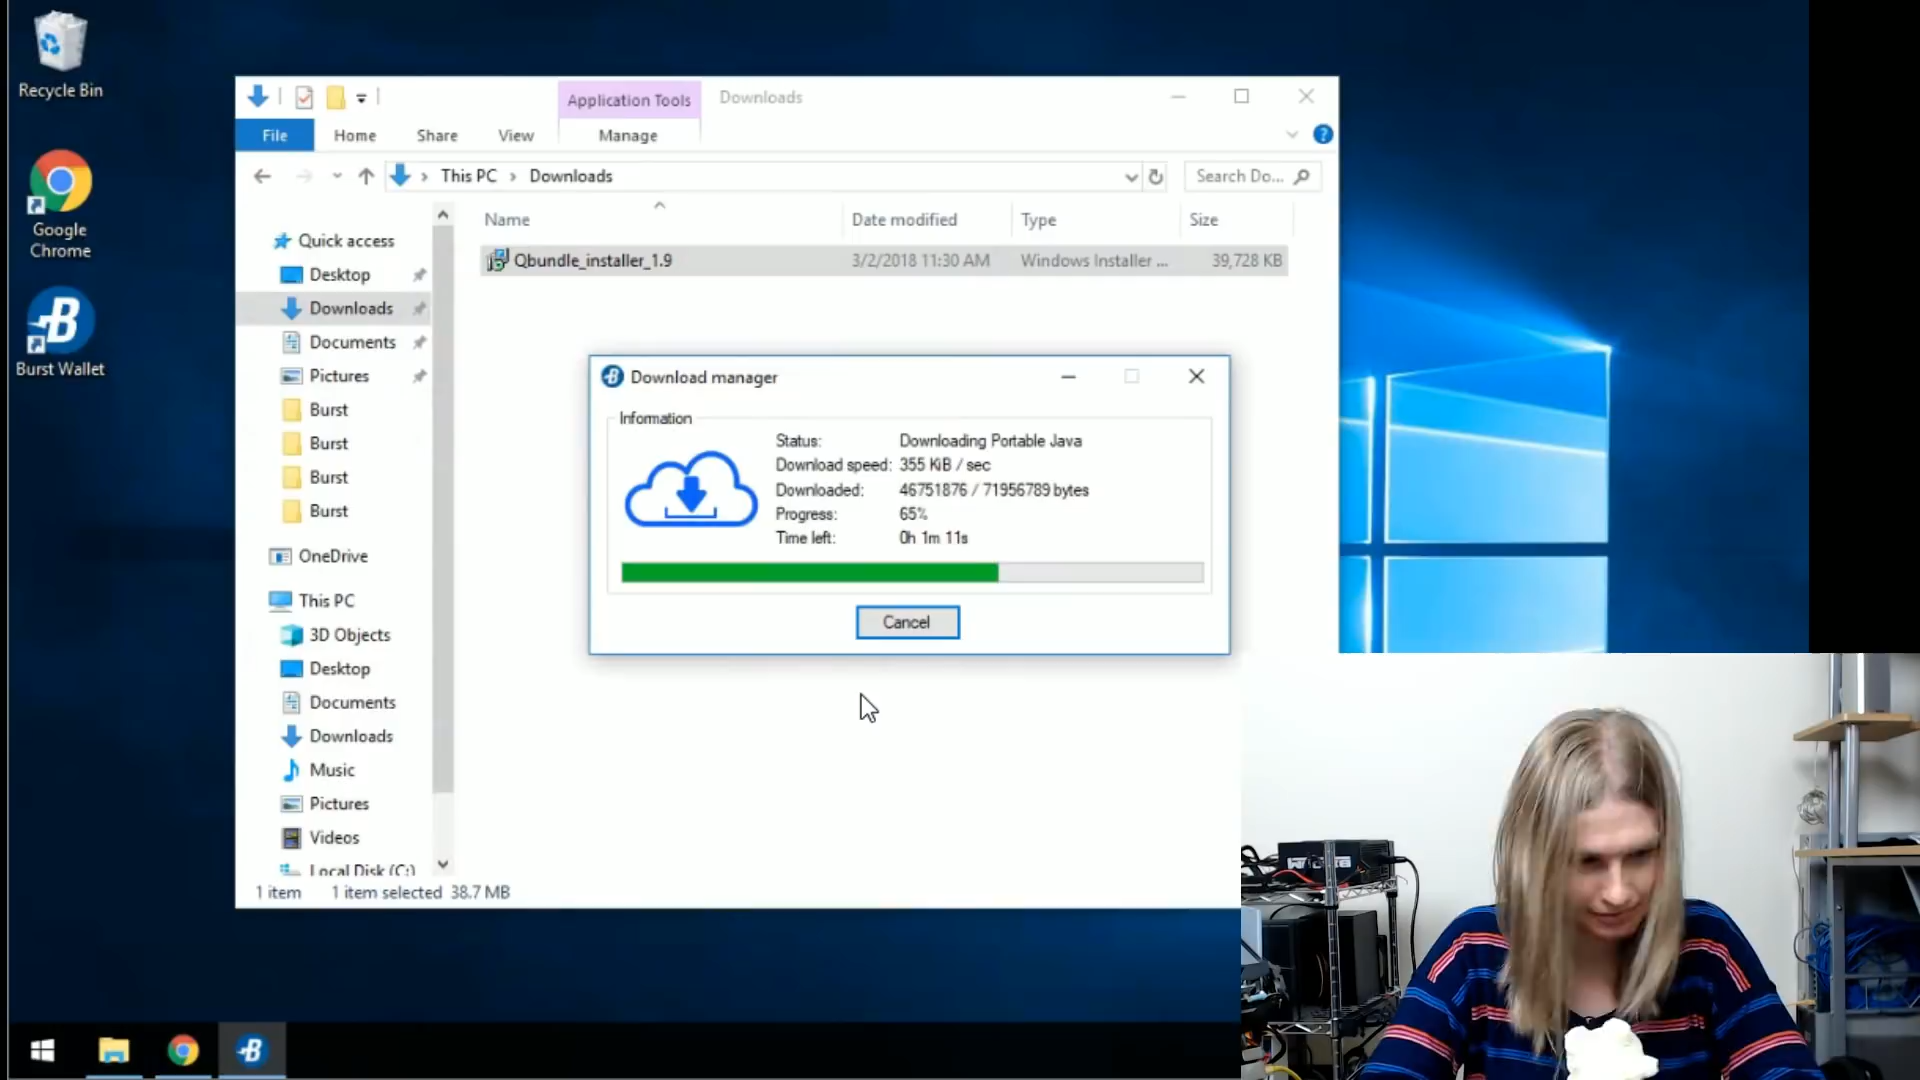 Recycle Bin
Google
Chrome
Burst Wallet
Application Tools
Downloads
File
Home
Share
View
Manage
This PC
Downloads
Search Do...
Name
Date modified
Type
Size
Qbundle_installer_1.9
3/2/2018 11:30 AM
Windows Installer ...
39,728 KB
Quick access
Desktop
Downloads
Documents
Pictures
Burst
Burst
Burst
Burst
OneDrive
This PC
3D Objects
Desktop
Documents
Downloads
Music
Pictures
Videos
Local Disk (C:)
1 item
1 item selected 38.7 MB
Download manager
Information
Status: Downloading Portable Java
Download speed: 355 KiB / sec
Downloaded: 46751876 / 71956789 bytes
Progress: 65%
Time left: 0h 1m 11s
Cancel